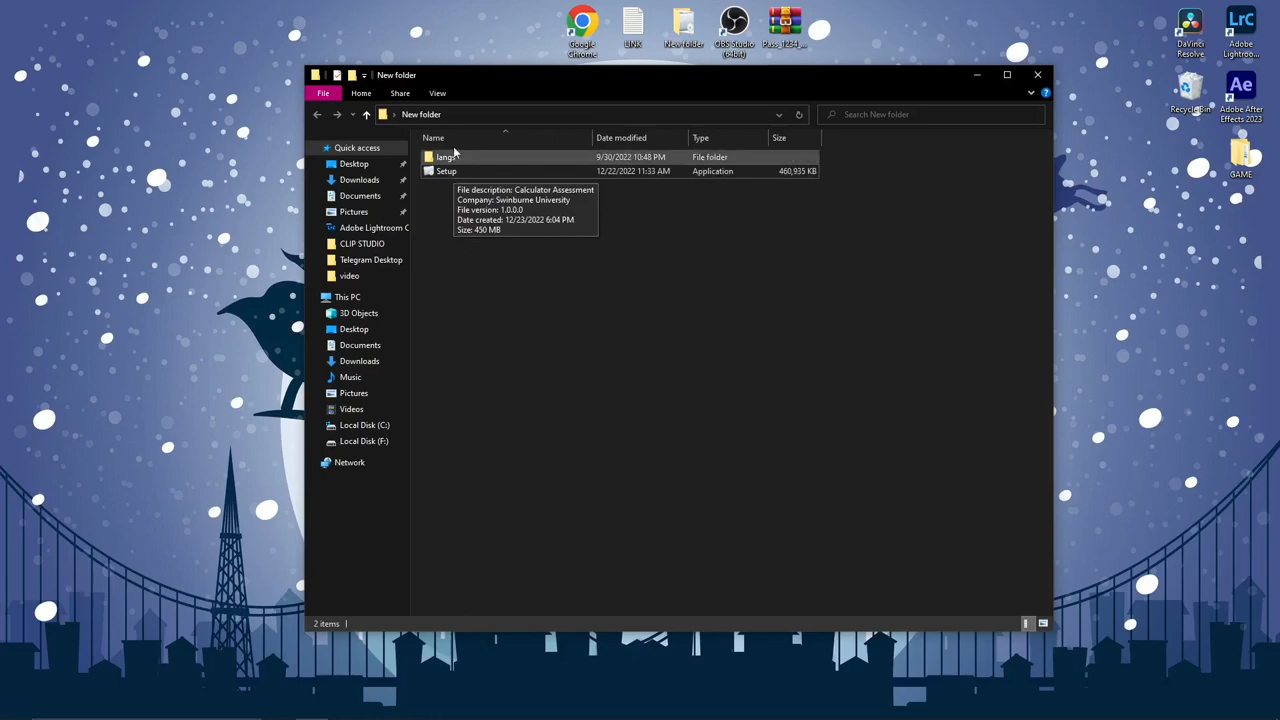 Google
Chrome
LINK
New folder
OBS Studio
(64bit)
Pass_1234_...
DaVinci
Resolve
Adobe
Lightroo...
Recycle Bin
Adobe After
Effects 2023
GAME
New folder
File
Home
Share
View
New folder
Search New folder
Name
Date modified
Type
Size
langs
9/30/2022 10:48 PM
File folder
Setup
12/22/2022 11:33 AM
Application
460,935 KB
File description: Calculator Assessment
Company: Swinburne University
File version: 1.0.0.0
Date created: 12/23/2022 6:04 PM
Size: 450 MB
Quick access
Desktop
Downloads
Documents
Pictures
Adobe Lightroom C
CLIP STUDIO
Telegram Desktop
video
This PC
3D Objects
Desktop
Documents
Downloads
Music
Pictures
Videos
Local Disk (C:)
Local Disk (F:)
Network
2 items